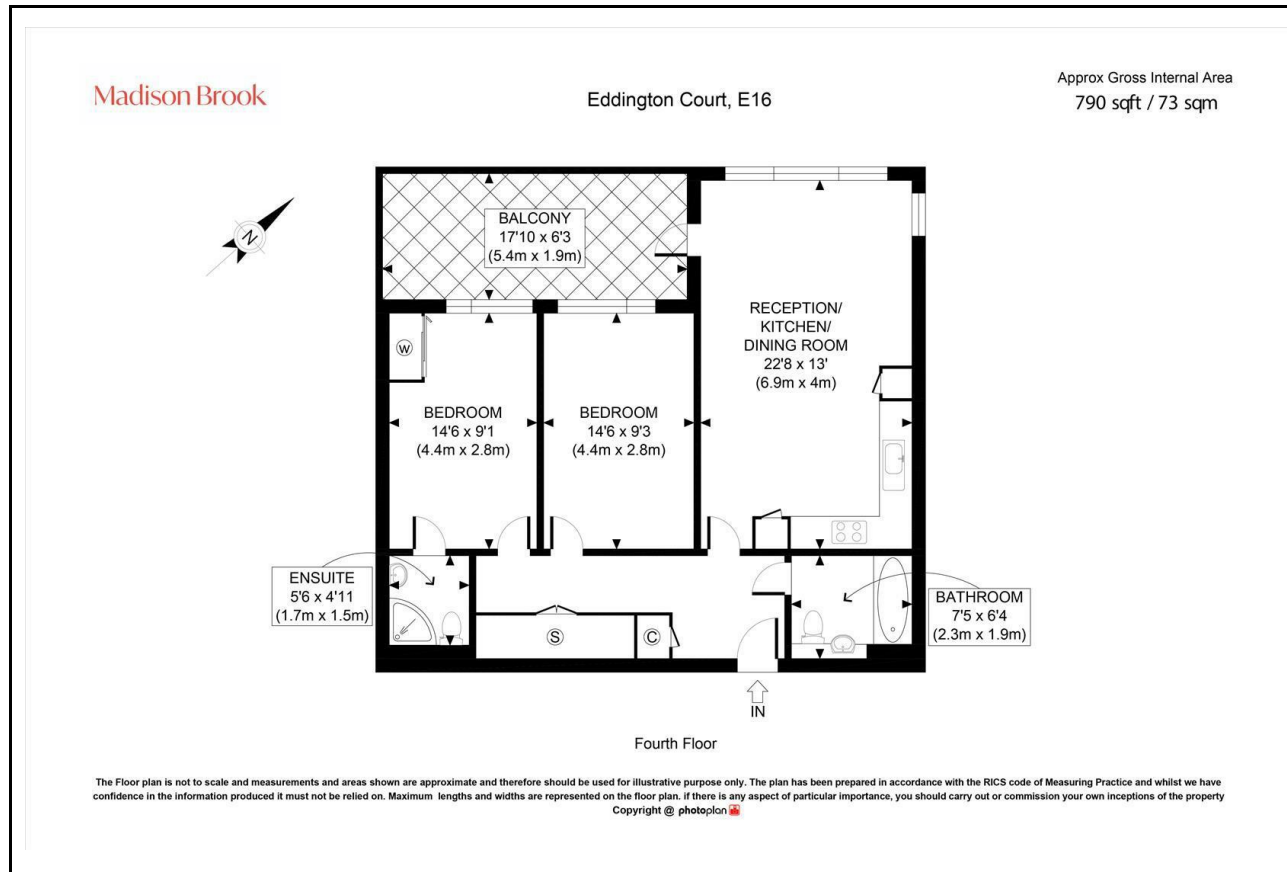 Madison Brook
Eddington Court, E16
Approx Gross Internal Area
790 sqft / 73 sqm
N
BALCONY
17'10 x 6'3
(5.4m x 1.9m)
RECEPTION/
KITCHEN/
DINING ROOM
22'8 x 13'
(6.9m x 4m)
W
BEDROOM
14'6 x 9'1
(4.4m x 2.8m)
BEDROOM
14'6 x 9'3
(4.4m x 2.8m)
ENSUITE
5'6 x 4'11
(1.7m x 1.5m)
S
C
BATHROOM
7'5 x 6'4
(2.3m x 1.9m)
IN
Fourth Floor
The Floor plan is not to scale and measurements and areas shown are approximate and therefore should be used for illustrative purpose only. The plan has been prepared in accordance with the RICS code of Measuring Practice and whilst we have
confidence in the information produced it must not be relied on. Maximum lengths and widths are represented on the floor plan. if there is any aspect of particular importance, you should carry out or commission your own inceptions of the property
Copyright @ photoplan